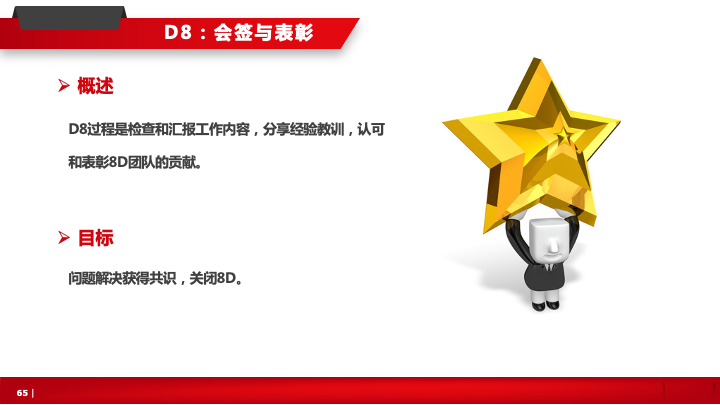 D8：会签与表彰
➢ 概述
D8过程是检查和汇报工作内容，分享经验教训，认可
和表彰8D团队的贡献。
➢ 目标
问题解决获得共识，关闭8D。
65 |